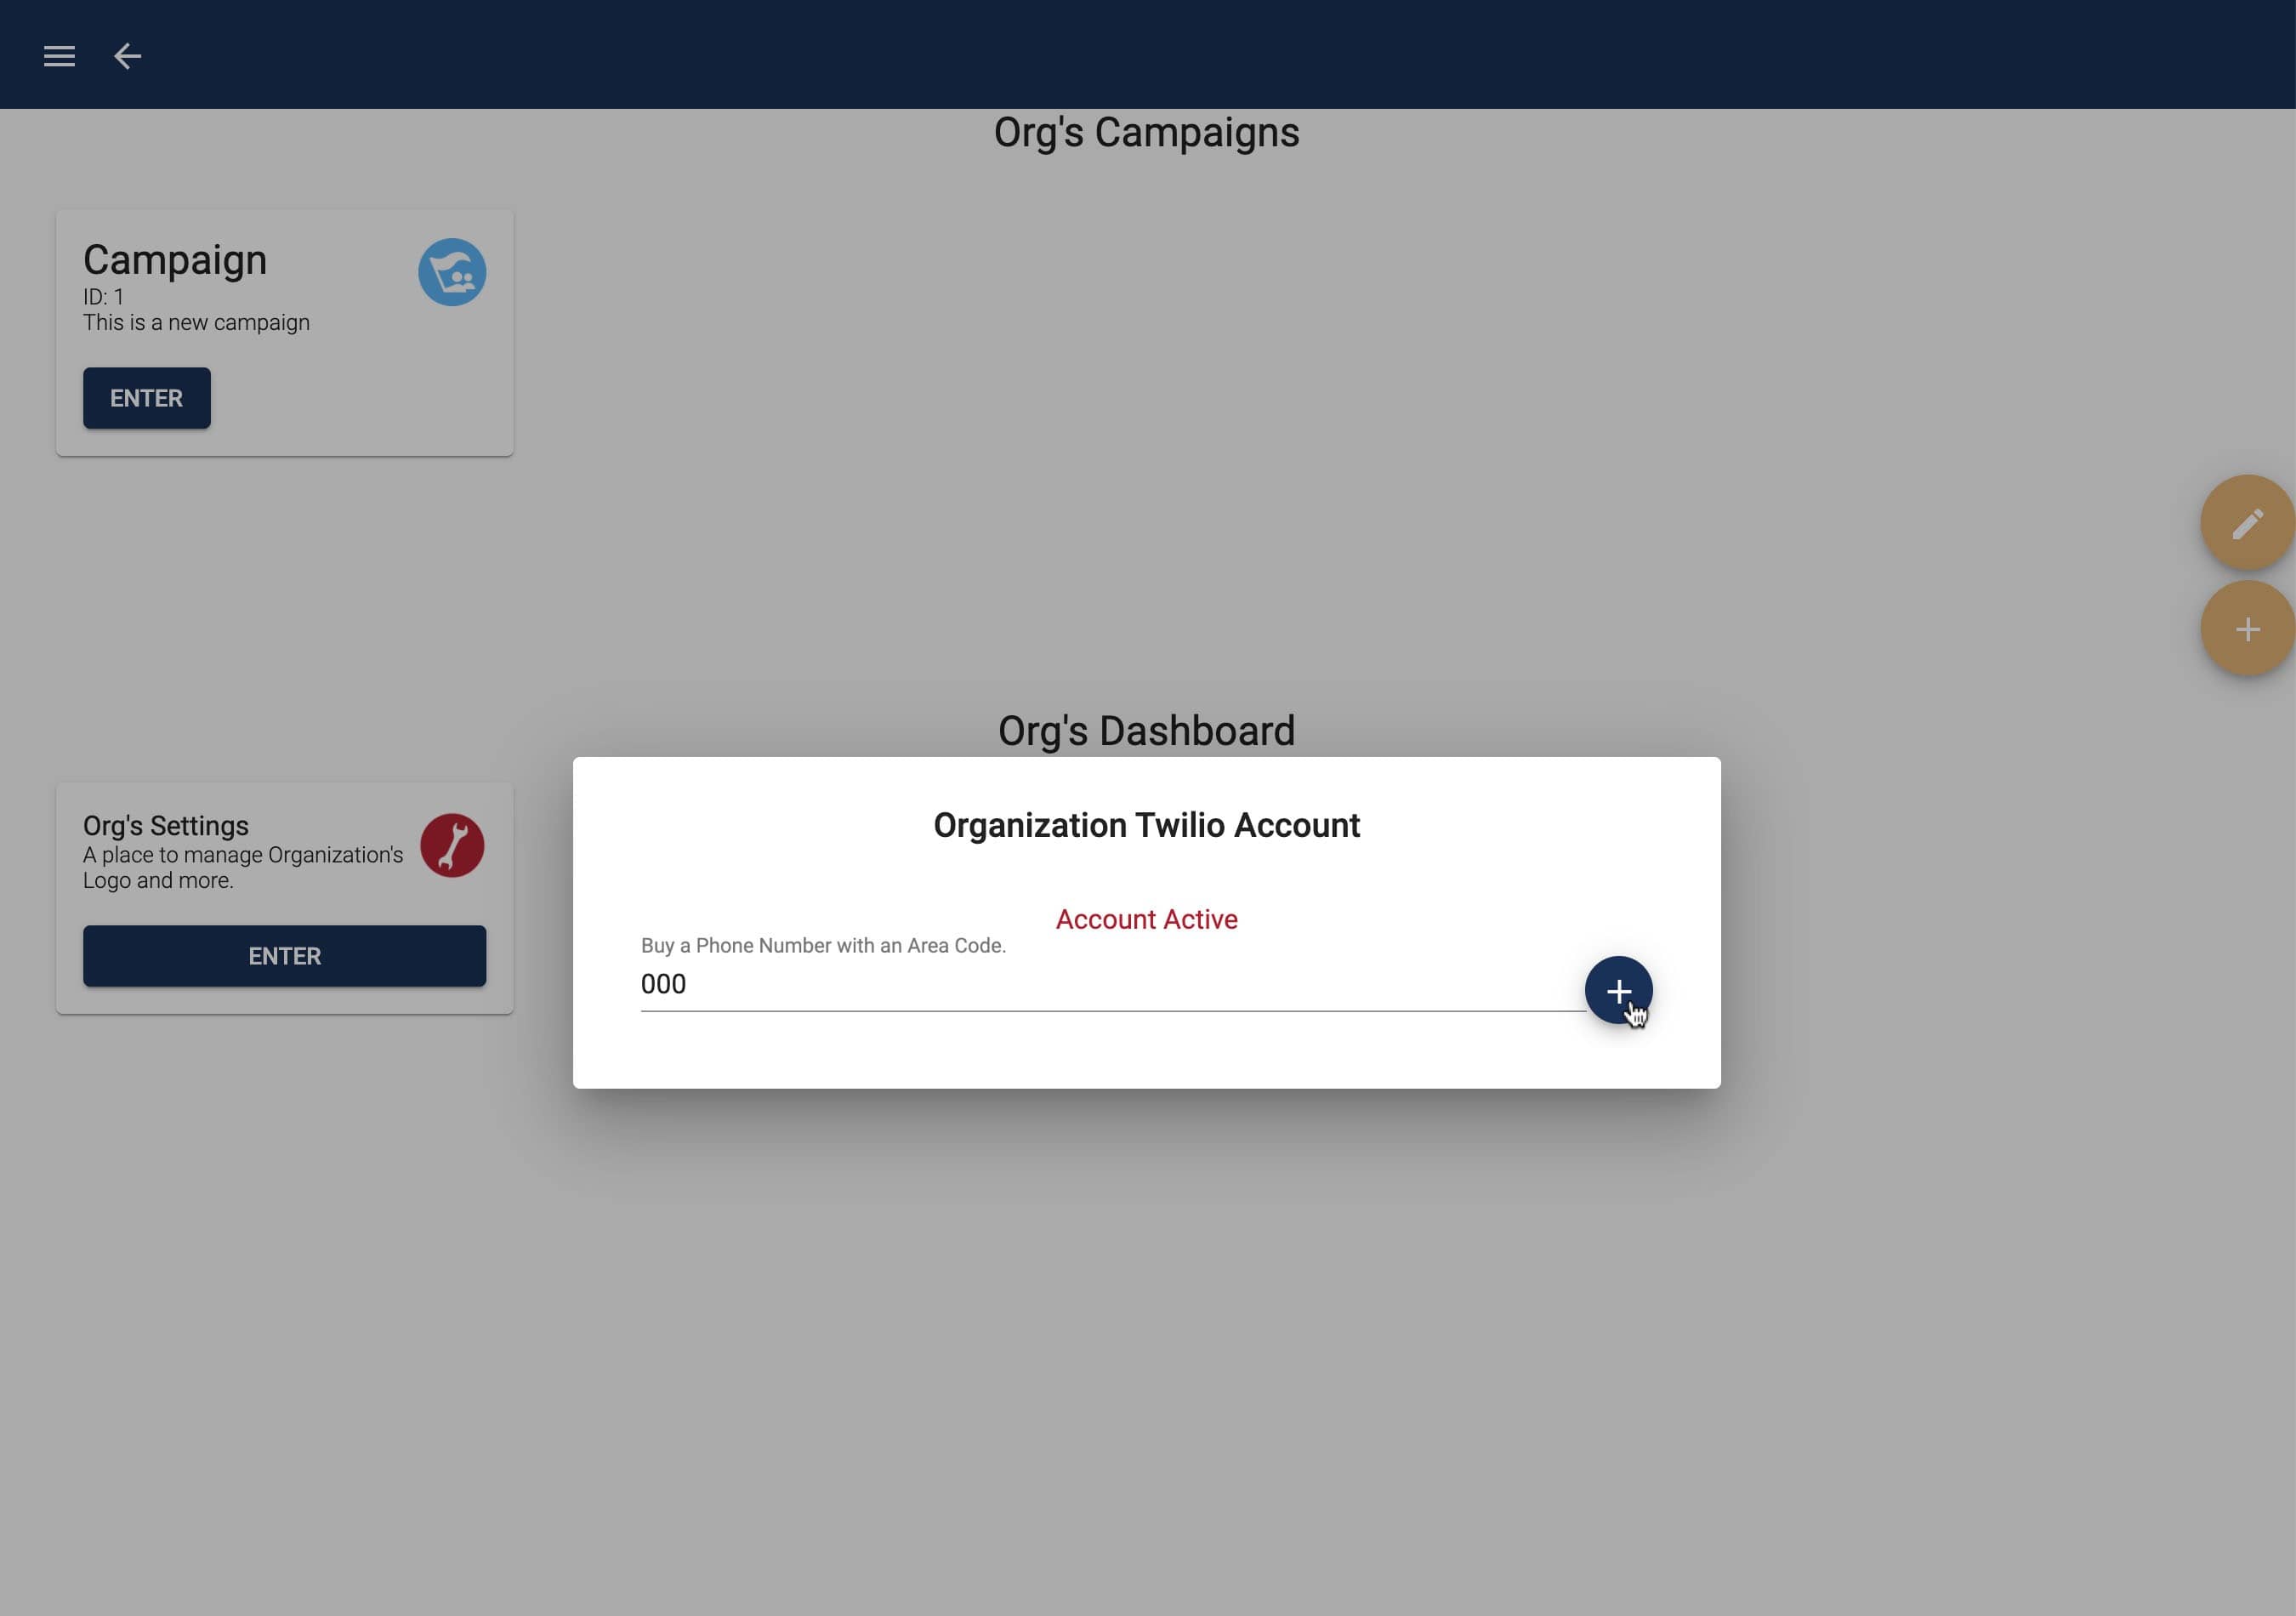 Org's Campaigns
Campaign
ID: 1
This is a new campaign
ENTER
Org's Dashboard
Org's Settings
A place to manage Organization's
Logo and more.
ENTER
Organization Twilio Account
Account Active
Buy a Phone Number with an Area Code.
000